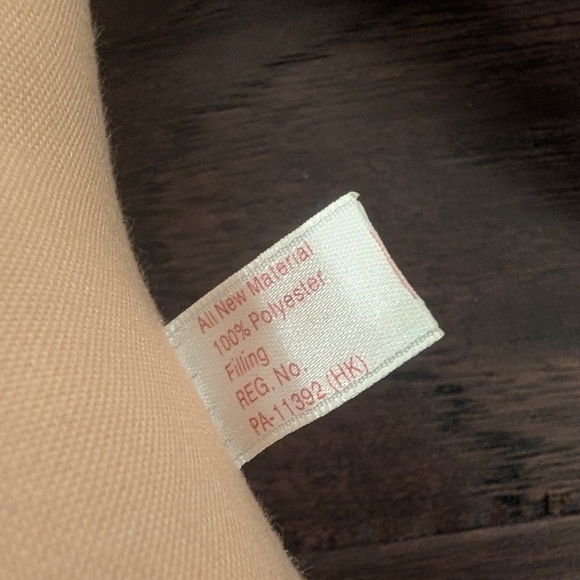 All New Material
100% Polyester
Filling
REG. No.
PA-11392 (HK)